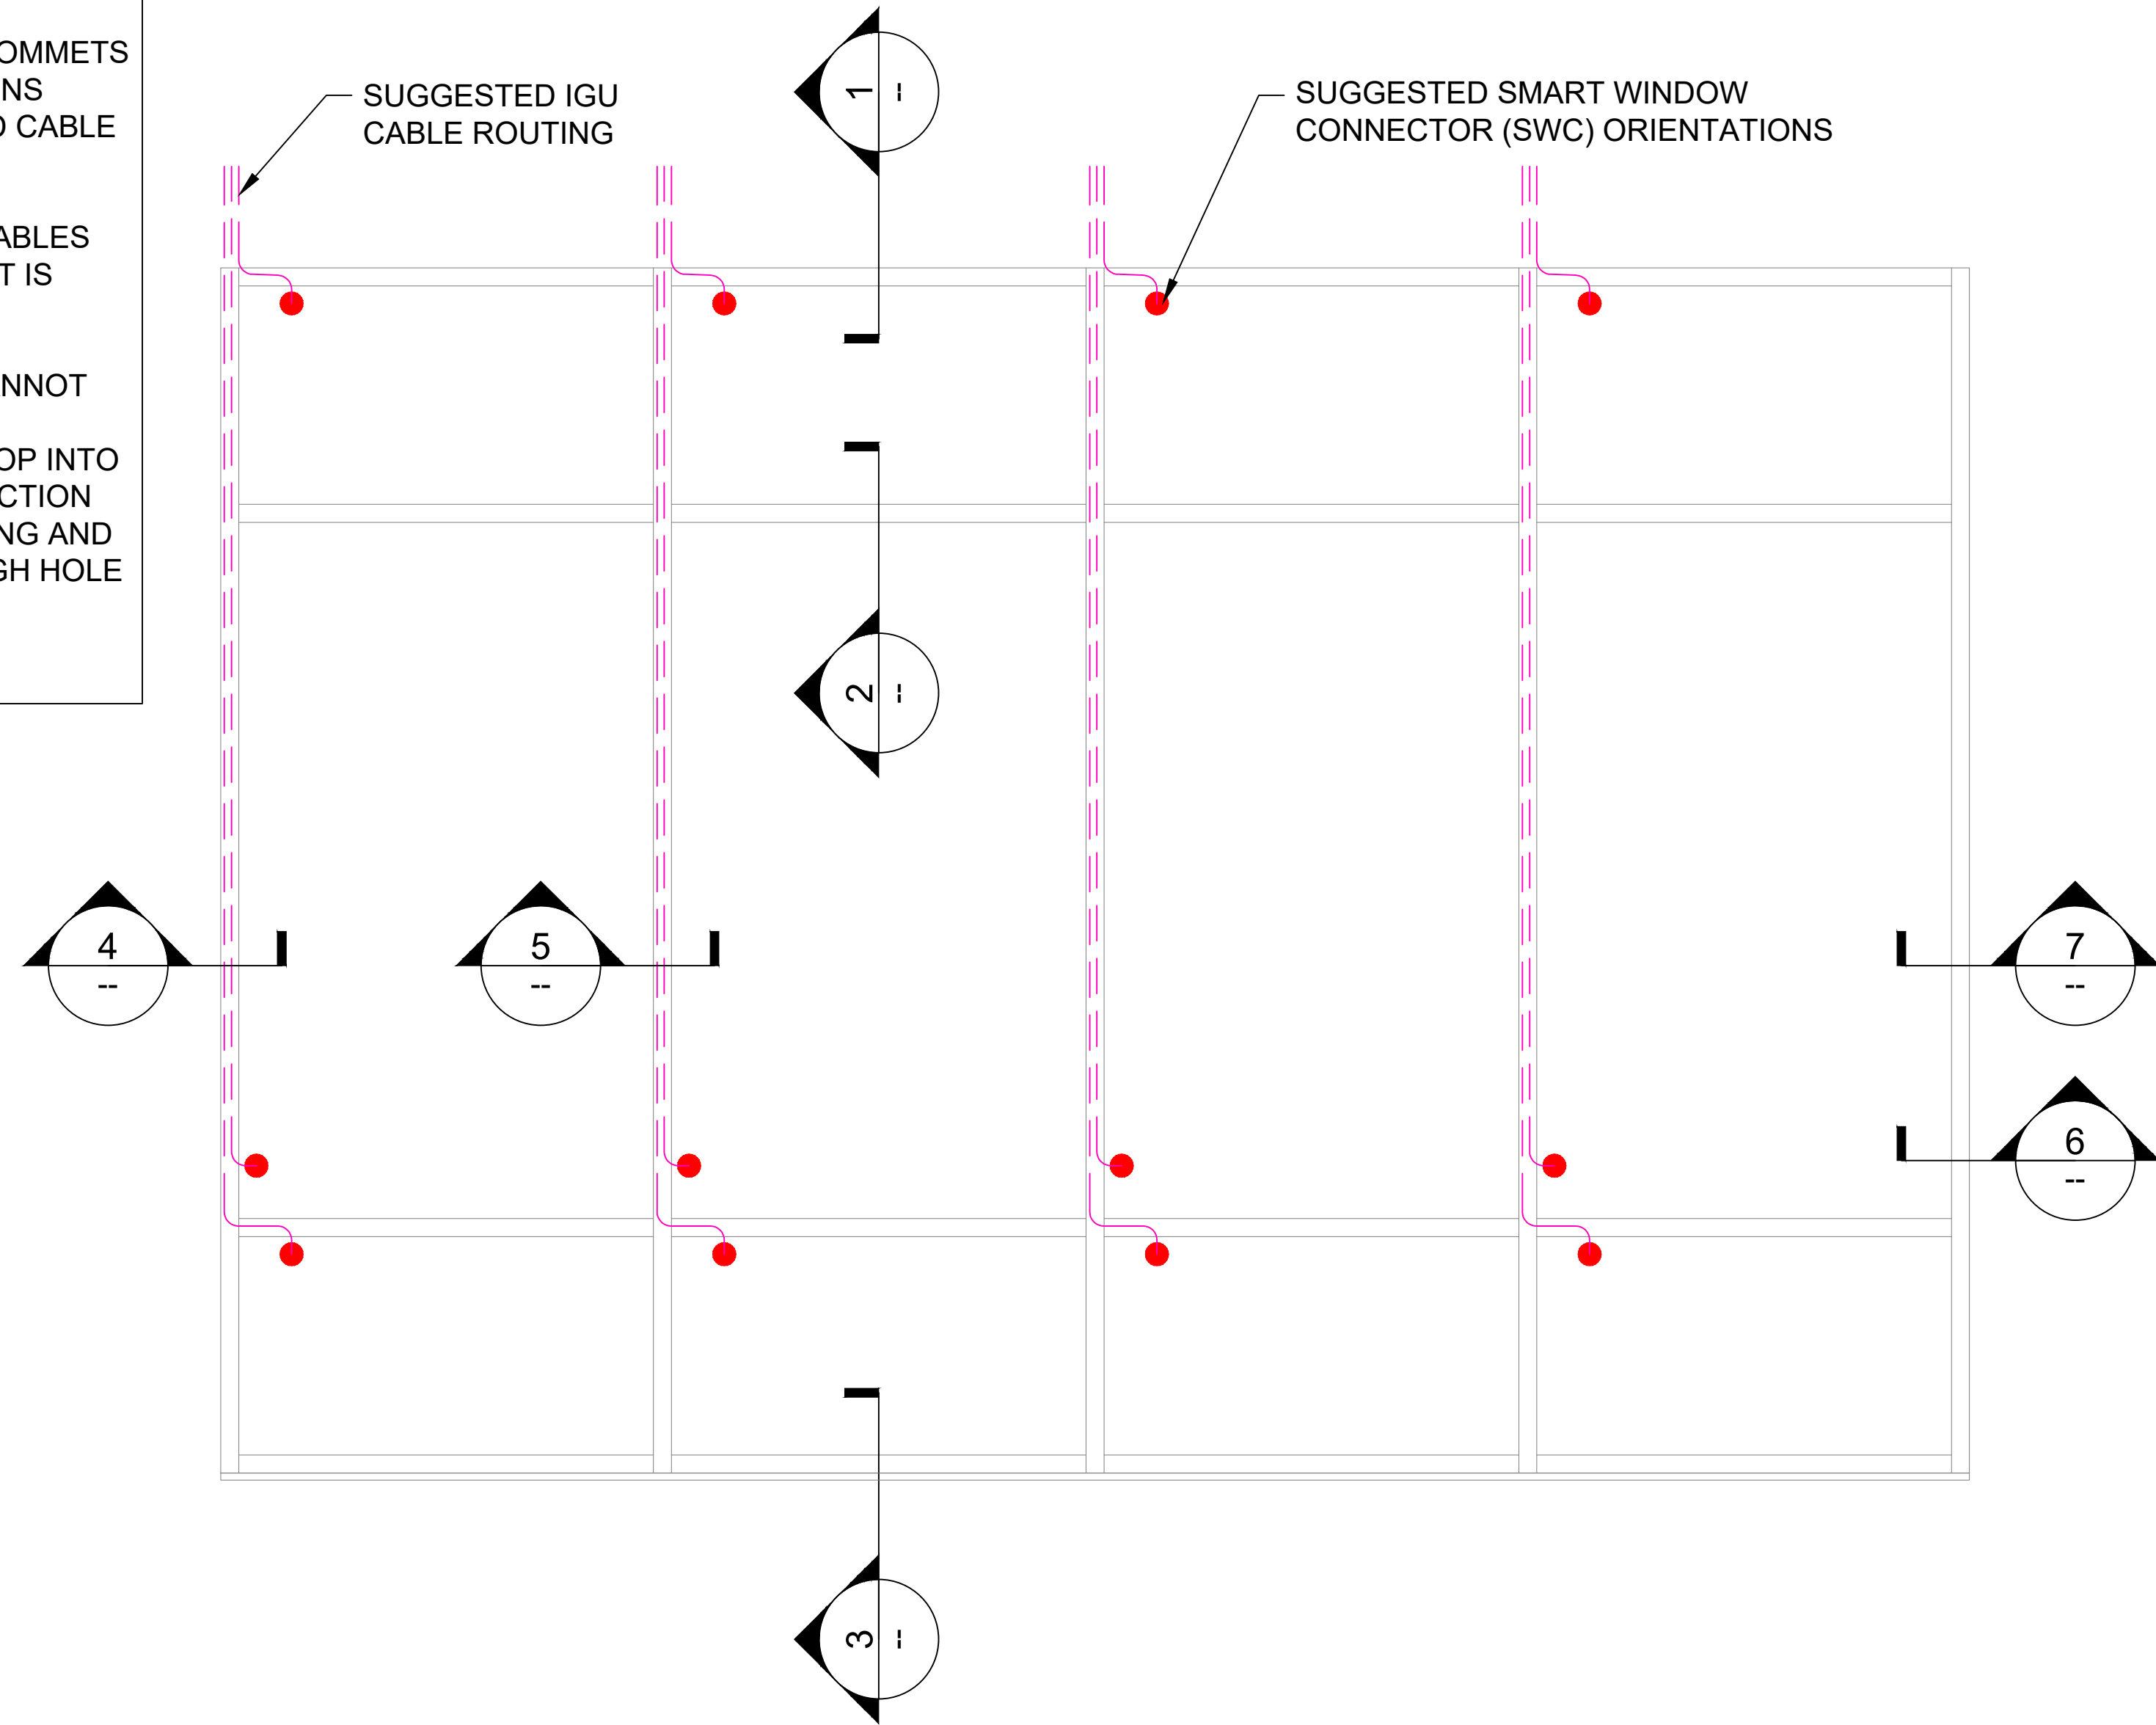 OMMETS
NS
CABLE
ABLES
T IS
NNOT
OP INTO
CTION
NG AND
GH HOLE
SUGGESTED IGU
CABLE ROUTING
SUGGESTED SMART WINDOW
CONNECTOR (SWC) ORIENTATIONS
1
--
2
--
4
--
5
--
7
--
6
--
3
--